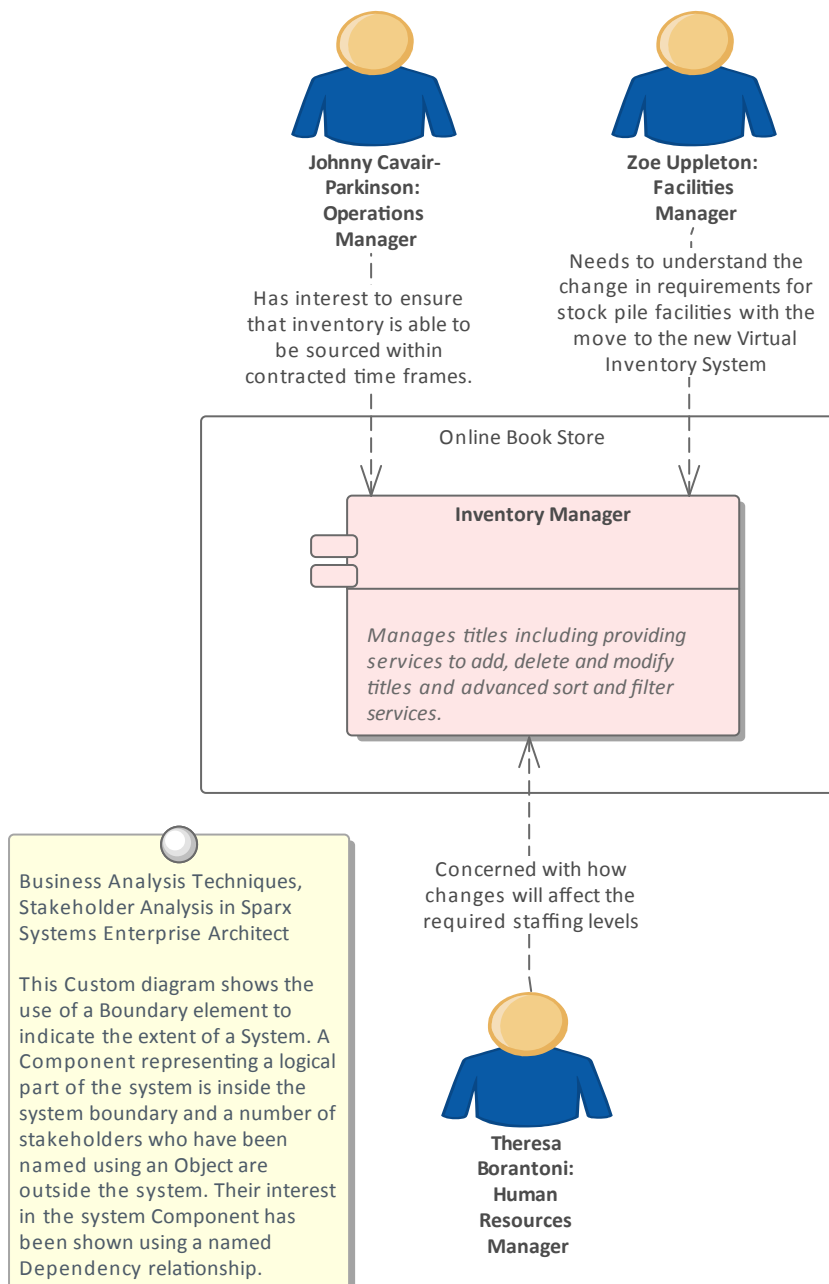 Johnny Cavair-
Parkinson:
Operations
Manager
Zoe Uppleton:
Facilities
Manager
Has interest to ensure
that inventory is able to
be sourced within
contracted time frames.
Needs to understand the
change in requirements for
stock pile facilities with the
move to the new Virtual
Inventory System
Online Book Store
Inventory Manager
Manages titles including providing
services to add, delete and modify
titles and advanced sort and filter
services.
Concerned with how
changes will affect the
required staffing levels
Theresa
Borantoni:
Human
Resources
Manager
Business Analysis Techniques,
Stakeholder Analysis in Sparx
Systems Enterprise Architect
This Custom diagram shows the
use of a Boundary element to
indicate the extent of a System. A
Component representing a logical
part of the system is inside the
system boundary and a number of
stakeholders who have been
named using an Object are
outside the system. Their interest
in the system Component has
been shown using a named
Dependency relationship.